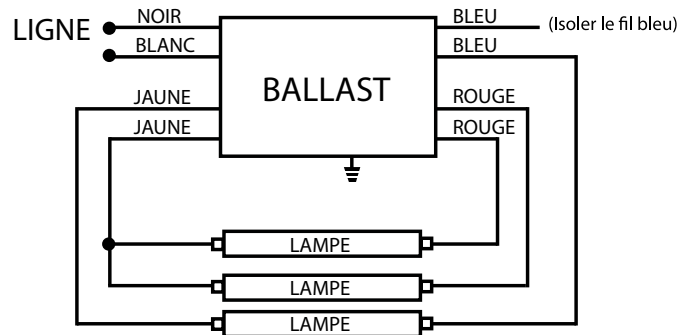 LIGNE
NOIR
BLANC
JAUNE
JAUNE
BALLAST
BLEU
(Isoler le fil bleu)
BLEU
ROUGE
ROUGE
LAMPE
LAMPE
LAMPE